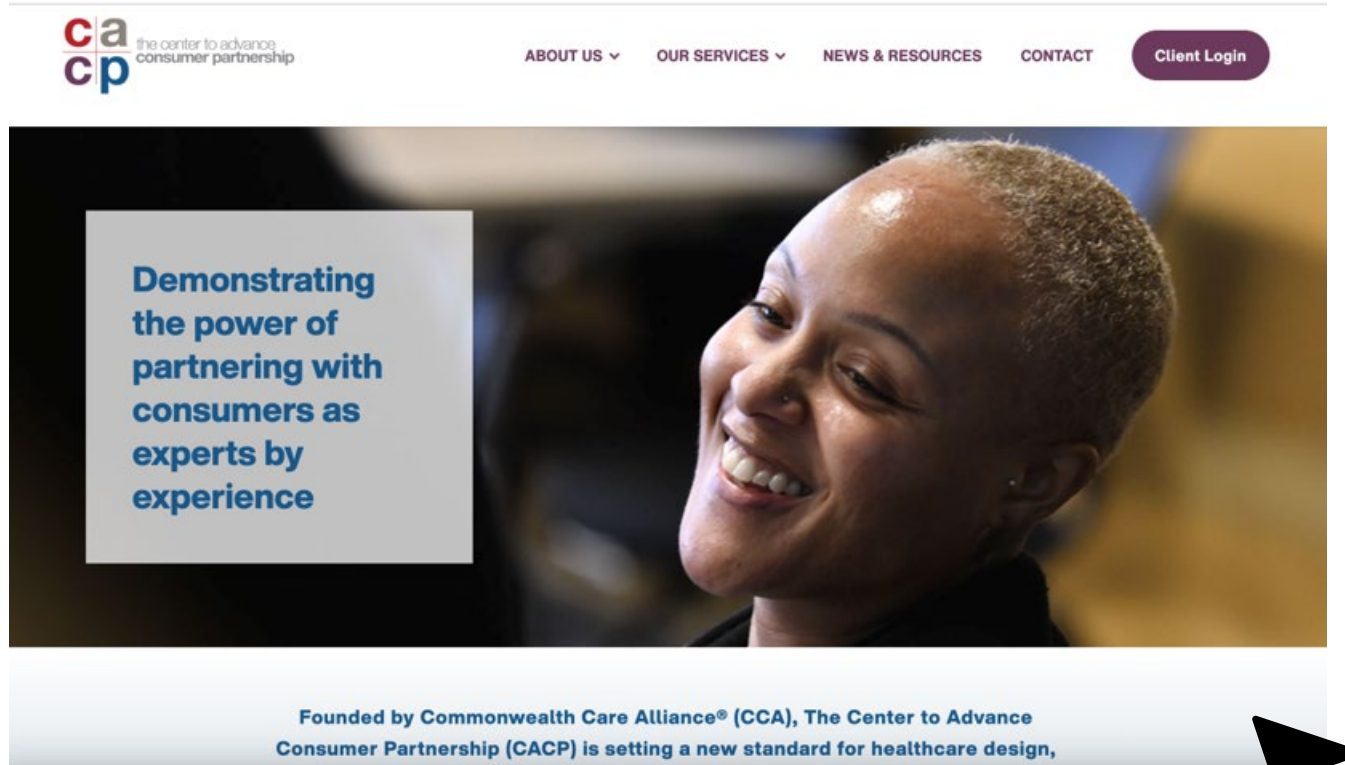 ca
cp
the center to advance
consumer partnership
ABOUT US
OUR SERVICES
NEWS & RESOURCES
CONTACT
Client Login
Demonstrating
the power of
partnering with
consumers as
experts by
experience
Founded by Commonwealth Care Alliance® (CCA), The Center to Advance
Consumer Partnership (CACP) is setting a new standard for healthcare design,